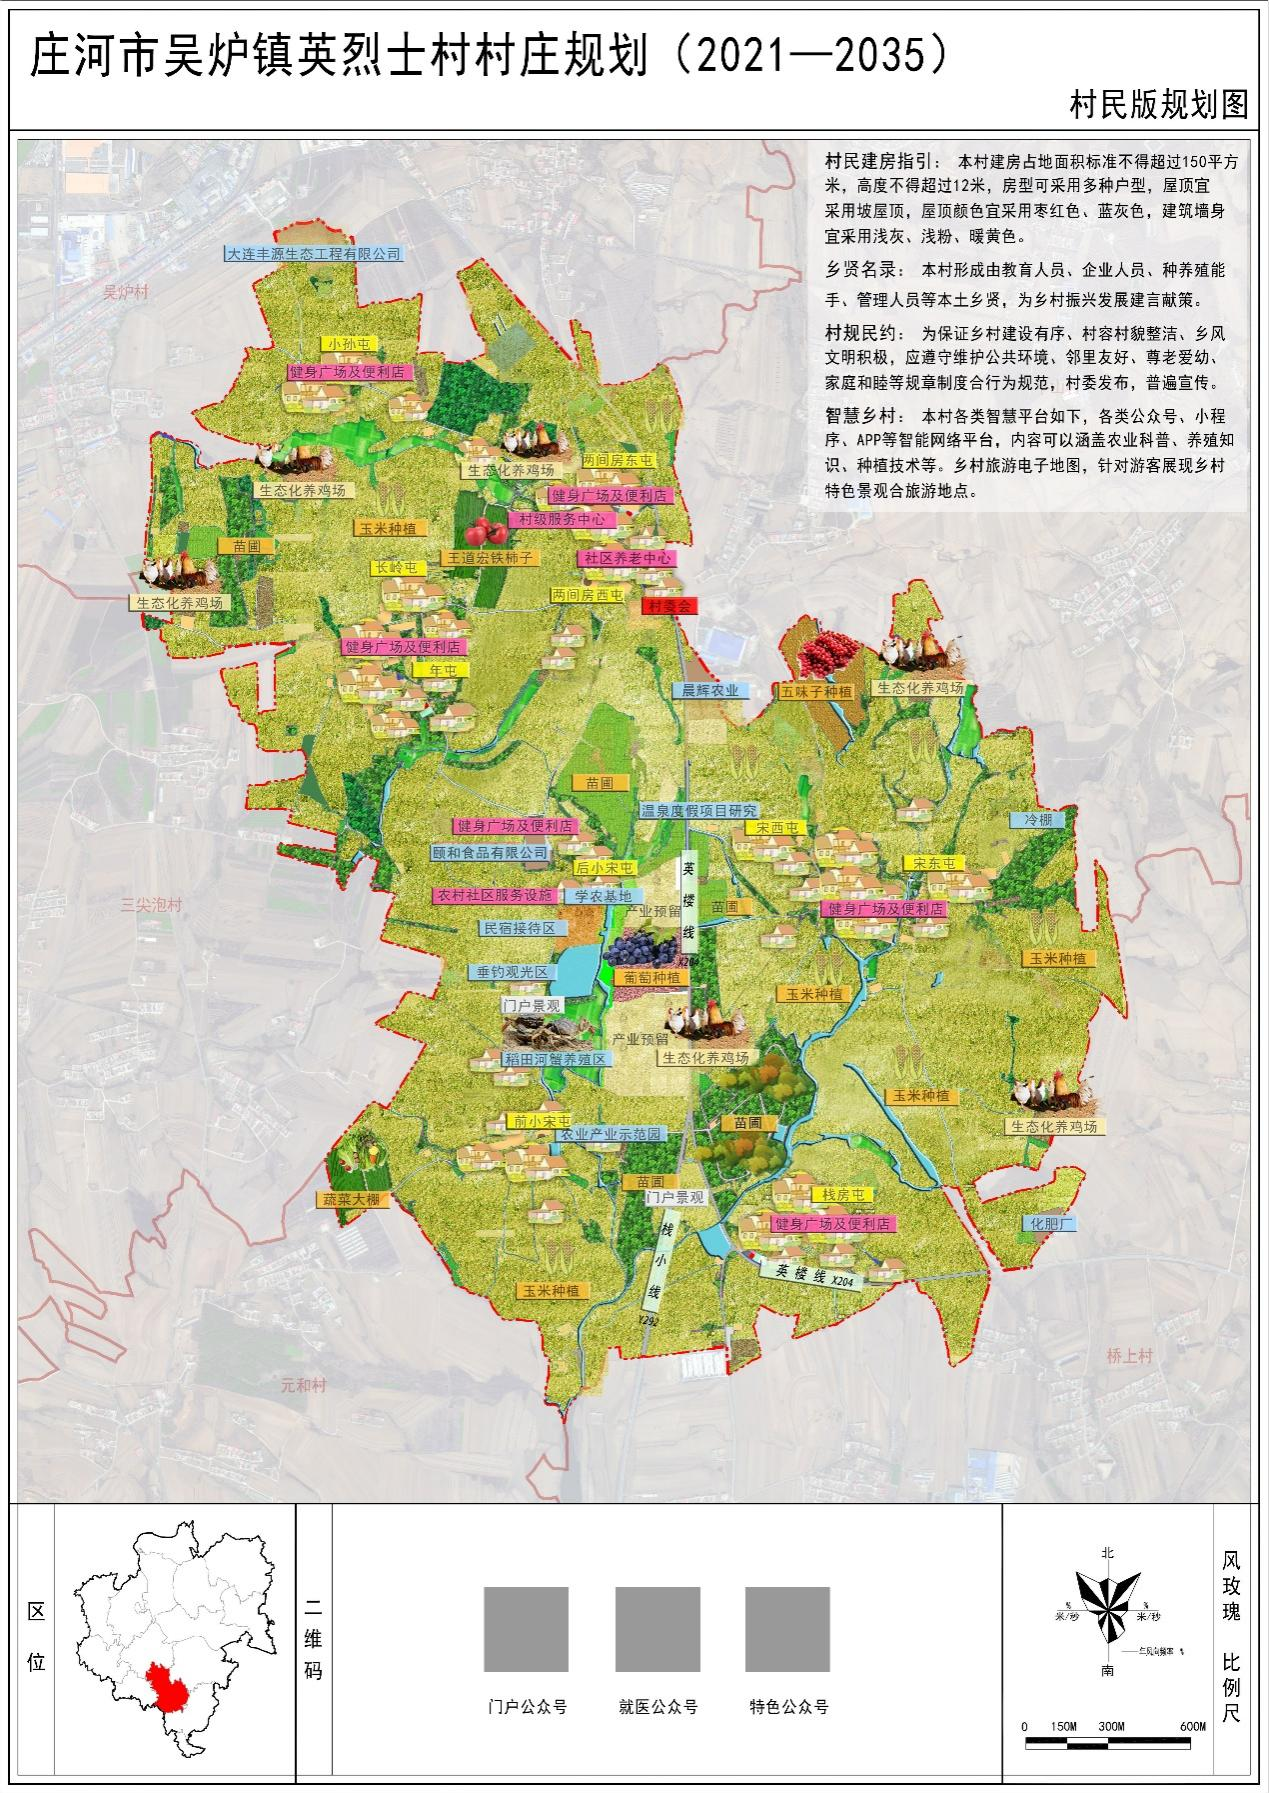 庄河市吴炉镇英烈士村村庄规划（2021—2035）
村民版规划图
村民建房指引： 本村建房占地面积标准不得超过150平方
米，高度不得超过12米，房型可采用多种户型，屋顶宜
采用坡屋顶，屋顶颜色宜采用枣红色、蓝灰色，建筑墙身
宜采用浅灰、浅粉、暖黄色。
乡贤名录： 本村形成由教育人员、企业人员、种养殖能
手、管理人员等本土乡贤，为乡村振兴发展建言献策。
村规民约： 为保证乡村建设有序、村容村貌整洁、乡风
文明积极，应遵守维护公共环境、邻里友好、尊老爱幼、
家庭和睦等规章制度合行为规范，村委发布，普遍宣传。
智慧乡村： 本村各类智慧平台如下，各类公众号、小程
序、APP等智能网络平台，内容可以涵盖农业科普、养殖知
识、种植技术等。乡村旅游电子地图，针对游客展现乡村
特色景观合旅游地点。
大连丰源生态工程有限公司
吴炉村
小孙屯
健身广场及便利店
两间房东屯
生态化养鸡场
生态化养鸡场
健身广场及便利店
村级服务中心
玉米种植
苗圃
王道宏铁柿子
社区养老中心
长岭屯
两间房西屯
生态化养鸡场
村委会
健身广场及便利店
年屯
晨辉农业
五味子种植
生态化养鸡场
苗圃
温泉度假项目研究
冷棚
健身广场及便利店
宋西屯
颐和食品有限公司
后小宋屯
宋东屯
英楼线
X204
农村社区服务设施
学农基地
产业预留
苗圃
健身广场及便利店
三尖泡村
民宿接待区
玉米种植
垂钓观光区
葡萄种植
玉米种植
门户景观
产业预留
稻田河蟹养殖区
生态化养鸡场
玉米种植
前小宋屯
农业产业示范园
苗圃
生态化养鸡场
苗圃
门户景观
栈房屯
蔬菜大棚
健身广场及便利店
化肥厂
栈小线
Y292
英楼线 X204
玉米种植
桥上村
元和村
区位
二维码
门户公众号
就医公众号
特色公众号
北
%
米/秒
%
米/秒
年风向频率 %
南
0 150M 300M 600M
风玫瑰 比例尺